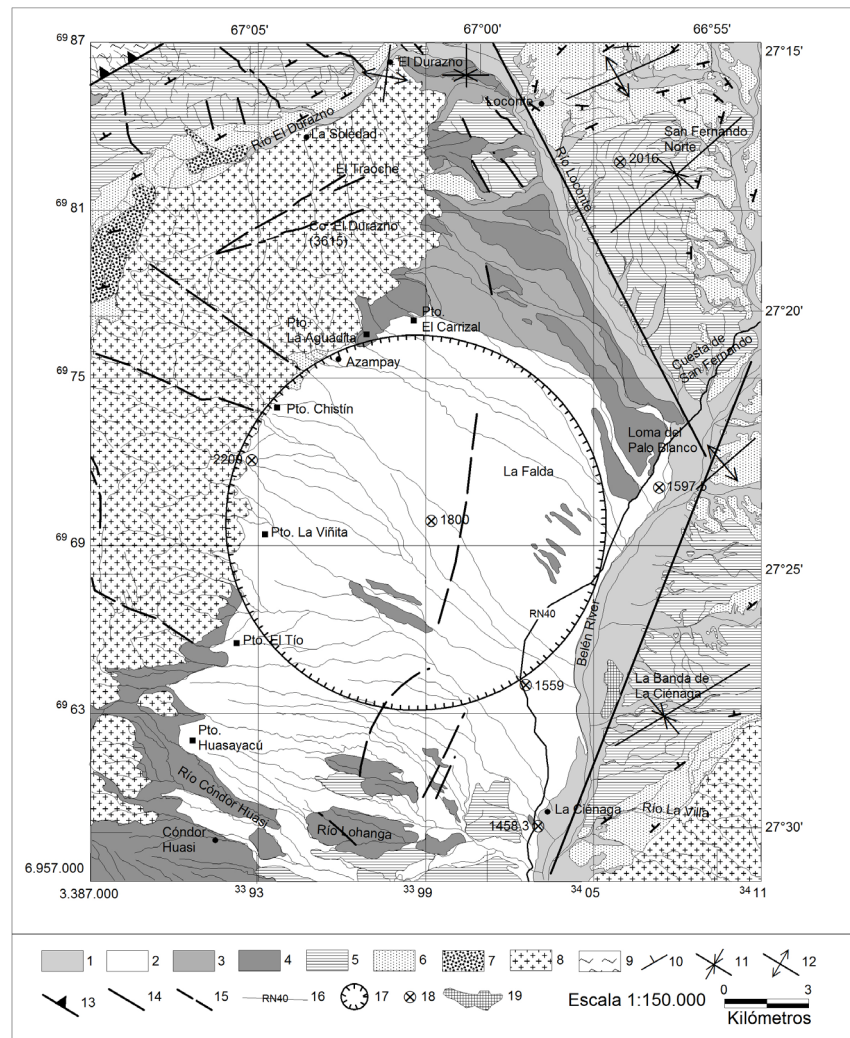 67°05' 67°00' 66°55'
69 87
27°15'
El Durazno
Loconte
Río El Durazno
La Soledad
San Fernando
Norte
2016
Río Loconte
El Traoche
69 81
Co. El Durazno
(3615)
27°20'
Pto.
El Carrizal
Pto.
La Aguadita
Cuesta de
San Fernando
69 75
Azampay
Pto. Chistín
Loma del
Palo Blanco
2209
La Falda
1597.5
1800
Pto. La Viñita
69 69
27°25'
RN40
Belén River
Pto. El Tío
La Banda de
La Ciénaga
1559
69 63
Pto.
Huasayacú
Río Cóndor Huasi
La Ciénaga
Río La Villa
1458.3
27°30'
Río Lohanga
Cóndor
Huasi
6.957.000
3.387.000 33 93 33 99 34 05 34 11
1 2 3 4 5 6 7 8 9 10 11 12
13 14 15 RN40 16 17 18 19 Escala 1:150.000 0 3
Kilómetros